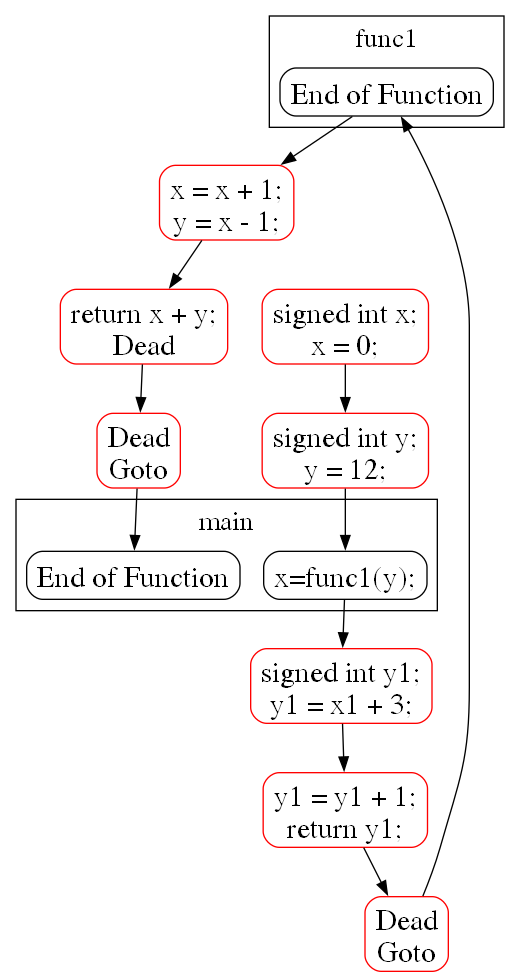 func1
End of Function
x = x + 1;
y = x - 1;
return x + y;
Dead
signed int x;
x = 0;
Dead
Goto
signed int y;
y = 12;
main
End of Function
x=func1(y);
signed int y1;
y1 = x1 + 3;
y1 = y1 + 1;
return y1;
Dead
Goto